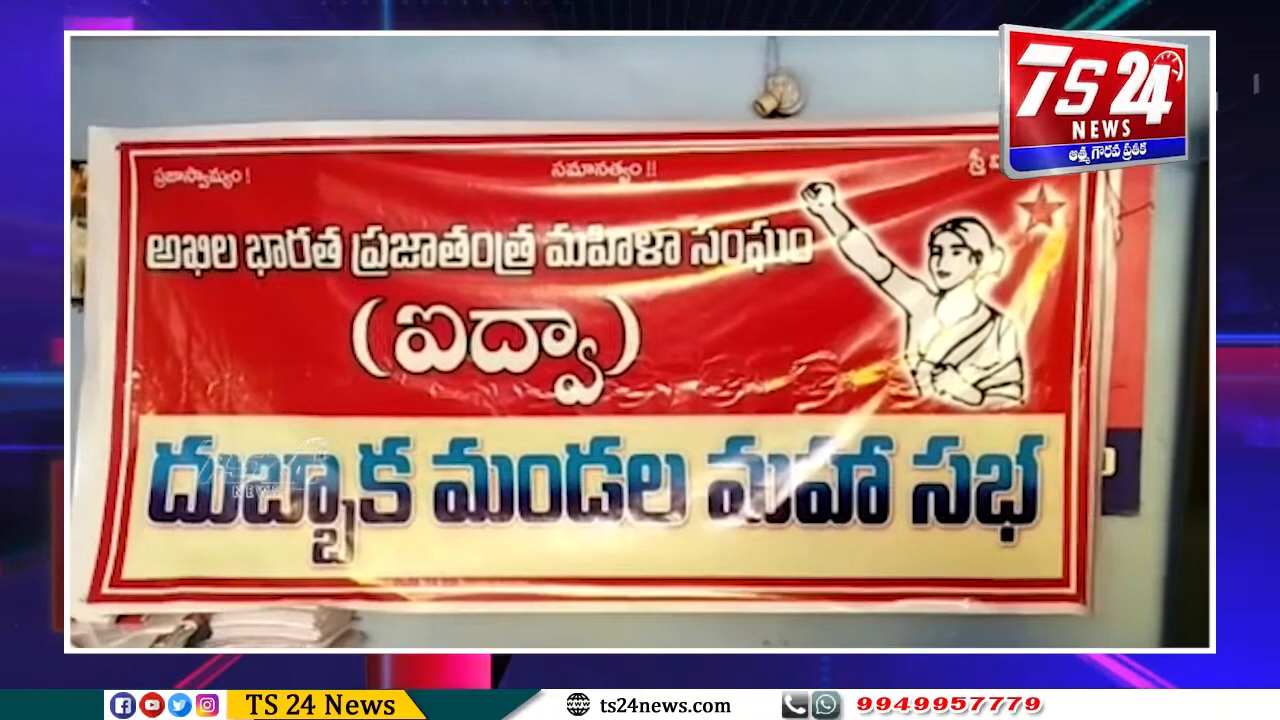 TS 24
NEWS
ఆత్మ గౌరవ ప్రతీక
ప్రజాస్వామ్యం ! సమానత్వం !! స్త్రీ
అఖిల భారత ప్రజాతంత్ర మహిళా సంఘం
(ఐద్వా)
దుబ్బాక మండల మహా సభ
NEWS
TS 24 News ts24news.com 9949957779